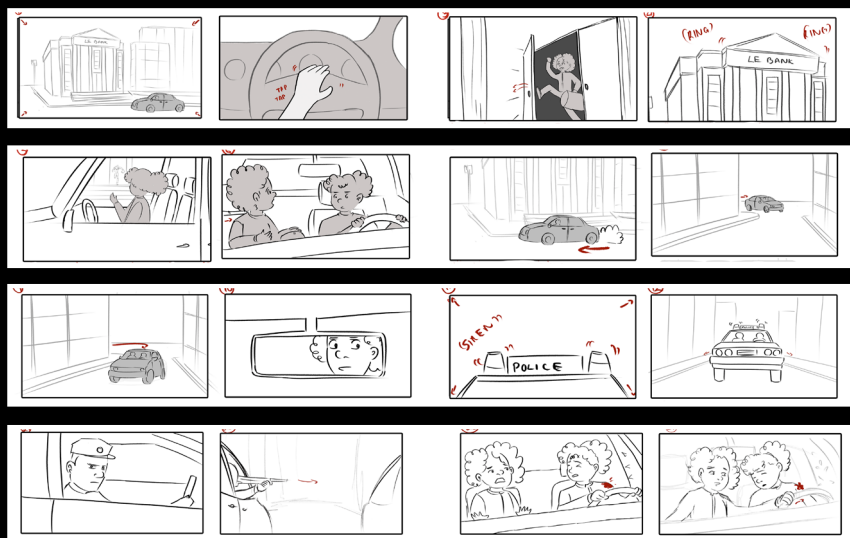 LE BANK
TAP
TAP
(RING)
(RING)
LE BANK
(SIREN)
POLICE